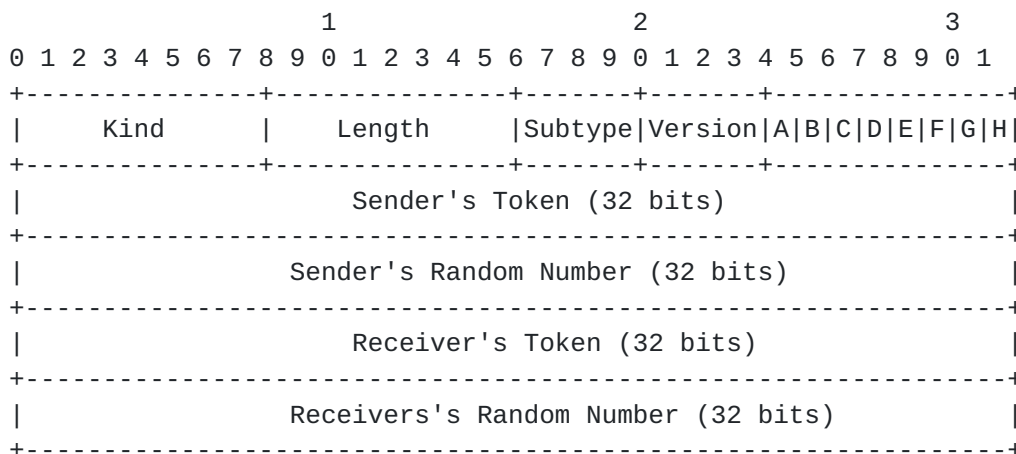 1 2 3
0 1 2 3 4 5 6 7 8 9 0 1 2 3 4 5 6 7 8 9 0 1 2 3 4 5 6 7 8 9 0 1
+---------------+---------------+-------+-------+---------------+
| Kind | Length |Subtype|Version|A|B|C|D|E|F|G|H|
+---------------+---------------+-------+-------+---------------+
| Sender's Token (32 bits) |
+---------------------------------------------------------------+
| Sender's Random Number (32 bits) |
+---------------------------------------------------------------+
| Receiver's Token (32 bits) |
+---------------------------------------------------------------+
| Receivers's Random Number (32 bits) |
+---------------------------------------------------------------+